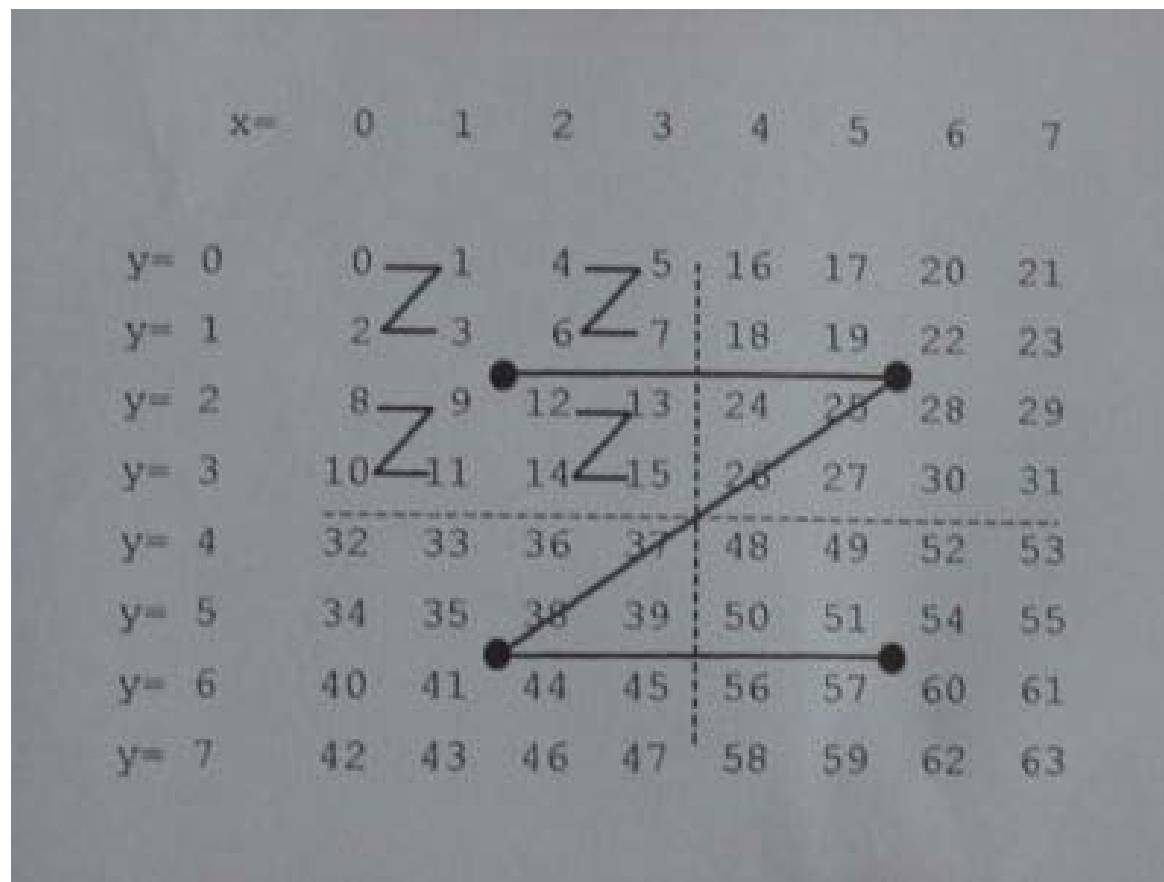 x= 0 1 2 3 4 5 6 7
y= 0 0 1 4 5 16 17 20 21
y= 1 2 3 6 7 18 19 22 23
y= 2 8 9 12 13 24 25 28 29
y= 3 10 11 14 15 26 27 30 31
y= 4 32 33 36 37 48 49 52 53
y= 5 34 35 38 39 50 51 54 55
y= 6 40 41 44 45 56 57 60 61
y= 7 42 43 46 47 58 59 62 63